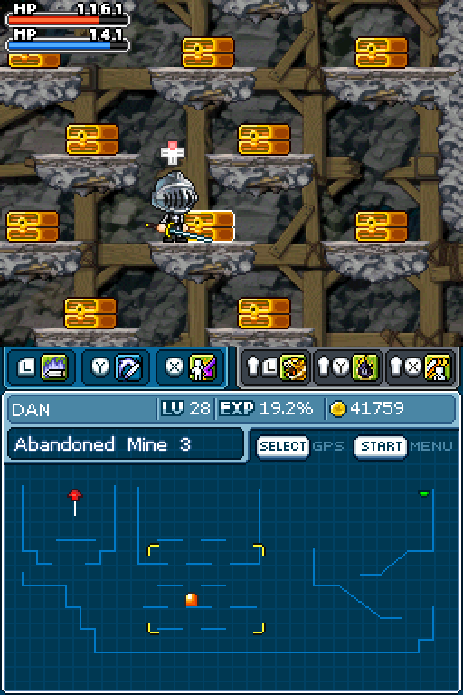 HP 1161
MP 141
L Y X L Y X
DAN LV 28 EXP 19.2% 41759
Abandoned Mine 3 SELECT GPS START MENU